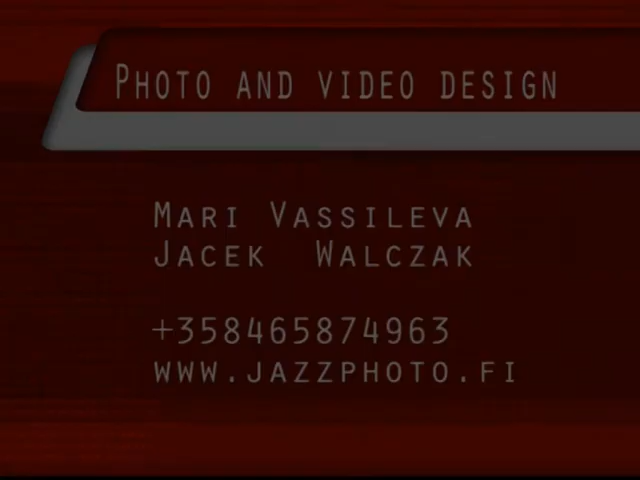 Photo and video design
Mari Vassileva
Jacek Walczak
+358465874963
www.jazzphoto.fi